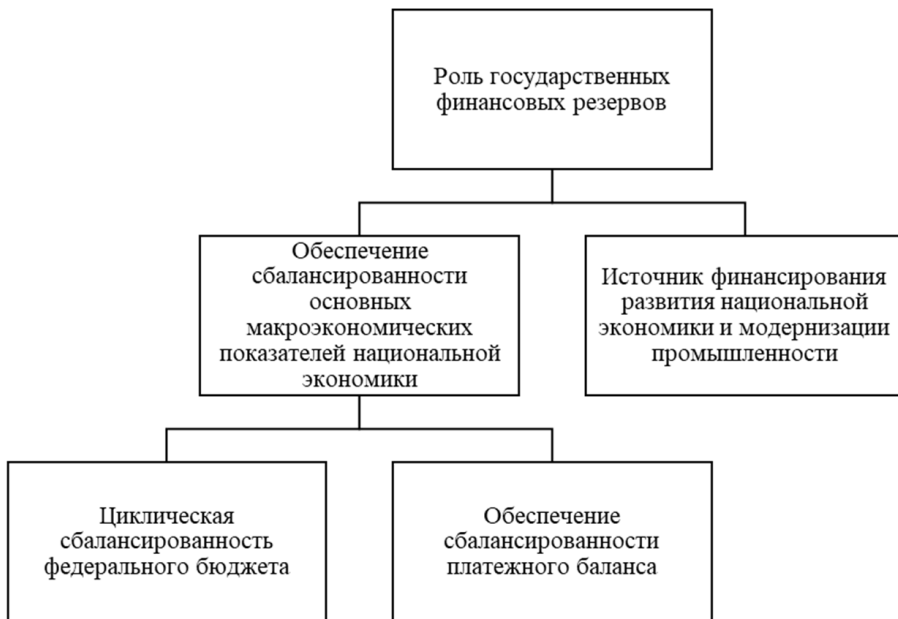 Роль государственных
финансовых резервов
Обеспечение
сбалансированности
основных
макроэкономических
показателей национальной
экономики
Источник финансирования
развития национальной
экономики и модернизации
промышленности
Циклическая
сбалансированность
федерального бюджета
Обеспечение
сбалансированности
платежного баланса